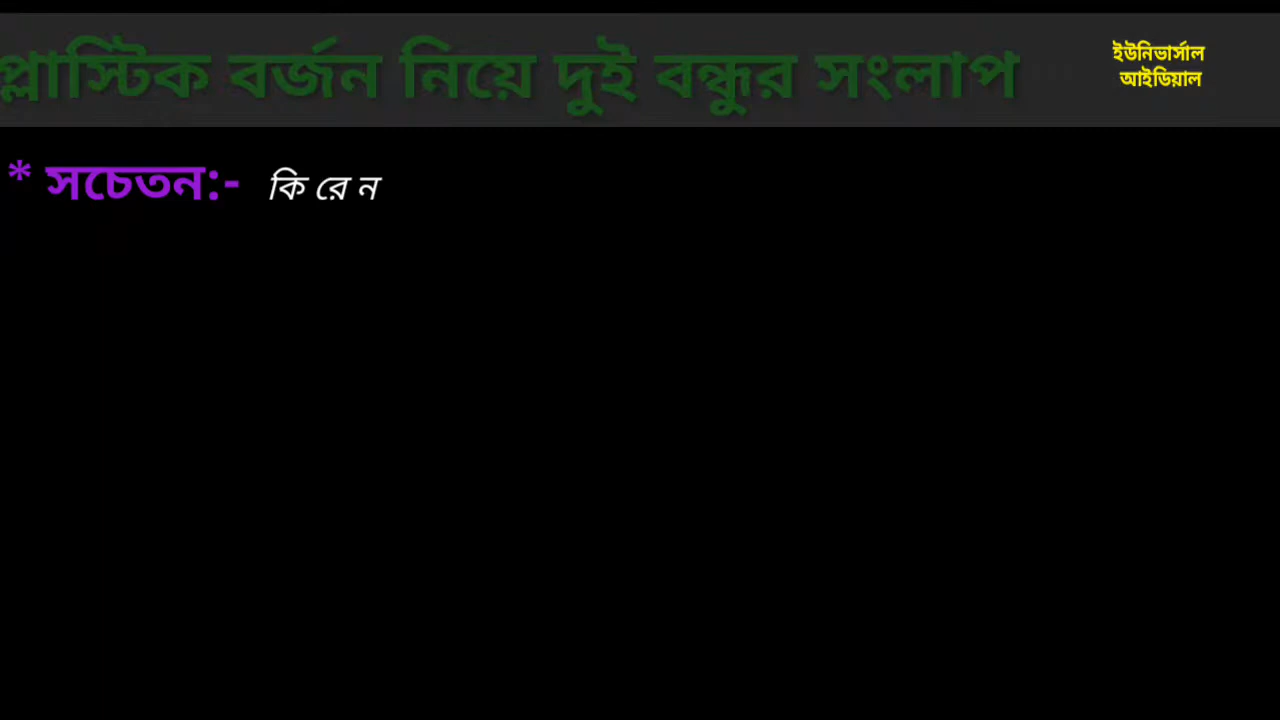 প্লাস্টিক বর্জন নিয়ে দুই বন্ধুর সংলাপ
ইউনিভার্সাল
আইডিয়াল
* সচেতন:- কি রে ন